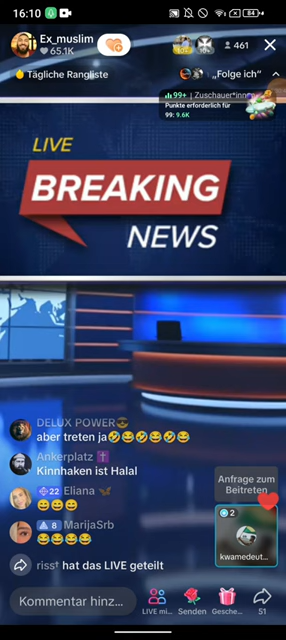 16:10
84
Ex_muslim
65.1K
461
Tägliche Rangliste
„Folge ich“
99+ | Zuschauer*innen
Punkte erforderlich für
99: 9.6K
LIVE
BREAKING
NEWS
DELUX POWER😎
aber treten ja🤣😂🤣😂🤣😂
Ankerplatz ✝️
Kinnhaken ist Halal
22 Eliana 🦋
😄😄😄
8 MarijaSrb
😂😂😂😂
risst hat das LIVE geteilt
Anfrage zum
Beitreten
2
kwamedeut...
Kommentar hinz...
LIVE mi...
Senden
Gesche...
51